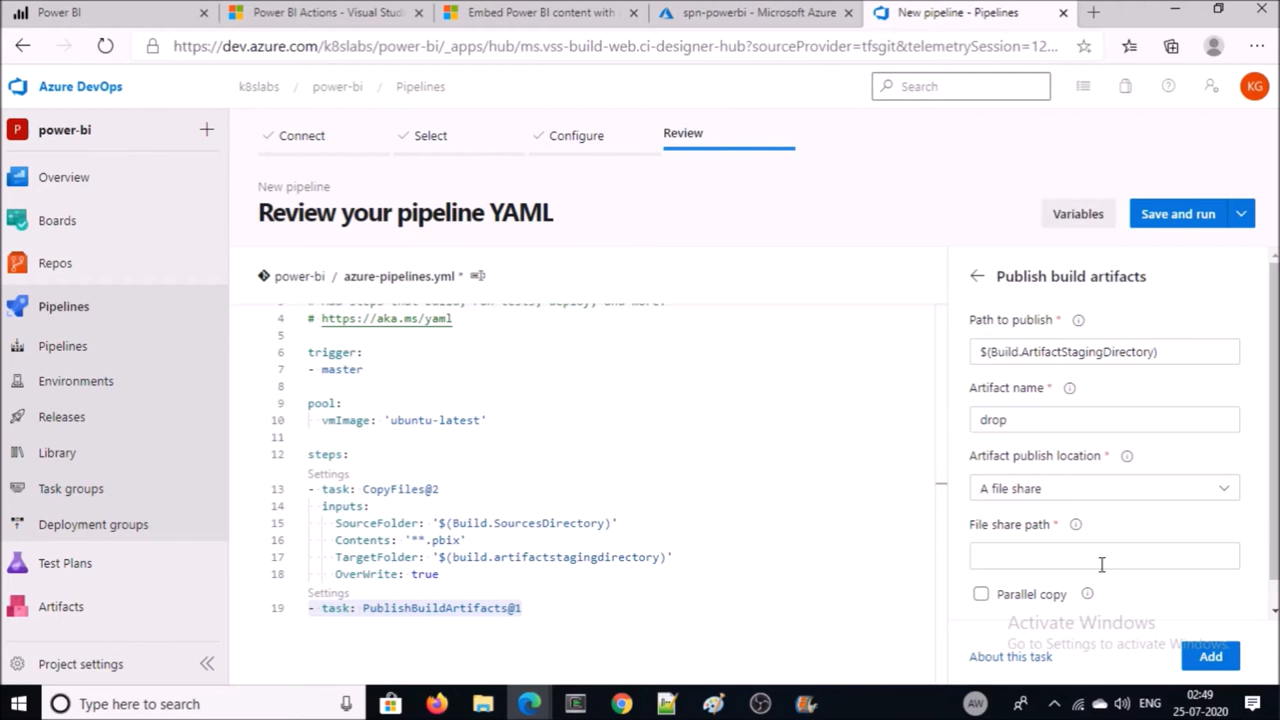 Power BI
Power BI Actions - Visual Studi
Embed Power BI content with
spn-powerbi - Microsoft Azure
New pipeline - Pipelines
https://dev.azure.com/k8slabs/power-bi/_apps/hub/ms.vss-build-web.ci-designer-hub?sourceProvider=tfsgit&telemetrySession=12...
Azure DevOps
k8slabs / power-bi / Pipelines
Search
KG
P power-bi
Overview
Boards
Repos
Pipelines
Pipelines
Environments
Releases
Library
Task groups
Deployment groups
Test Plans
Artifacts
Project settings
Connect
Select
Configure
Review
New pipeline
Review your pipeline YAML
Variables
Save and run
power-bi / azure-pipelines.yml *
4 # https://aka.ms/yaml
5
6 trigger:
7 - master
8
9 pool:
10 vmImage: 'ubuntu-latest'
11
12 steps:
Settings
13 - task: CopyFiles@2
14 inputs:
15 SourceFolder: '$(Build.SourcesDirectory)'
16 Contents: '**.pbix'
17 TargetFolder: '$(build.artifactstagingdirectory)'
18 OverWrite: true
Settings
19 - task: PublishBuildArtifacts@1
Publish build artifacts
Path to publish *
$(Build.ArtifactStagingDirectory)
Artifact name *
drop
Artifact publish location *
A file share
File share path *
Parallel copy
Activate Windows
Go to Settings to activate Windows.
About this task
Add
Type here to search
AW
ENG
02:49
25-07-2020